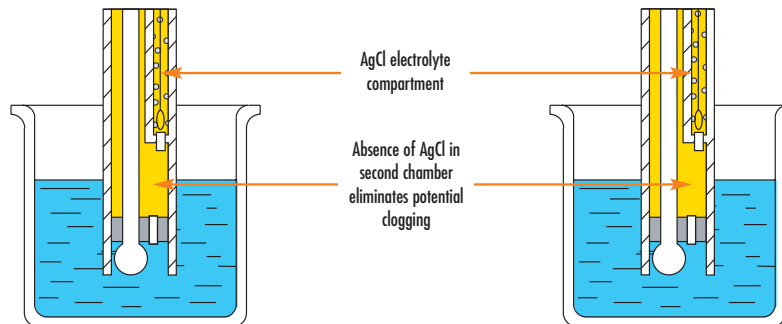 AgCl electrolyte
compartment
Absence of AgCl in
second chamber
eliminates potential
clogging